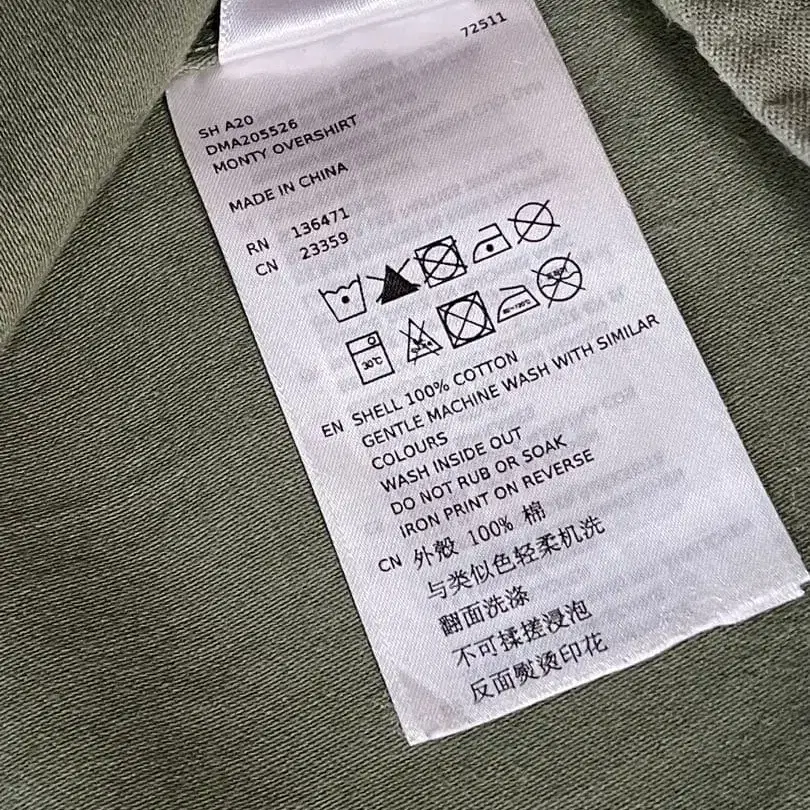 72511
SH A20
DMA205526
MONTY OVERSHIRT
MADE IN CHINA
RN 136471
CN 23359
30℃
EN SHELL 100% COTTON
GENTLE MACHINE WASH WITH SIMILAR
COLOURS
WASH INSIDE OUT
DO NOT RUB OR SOAK
IRON PRINT ON REVERSE
CN 外殼 100% 棉
与类似色轻柔机洗
翻面洗涤
不可揉搓浸泡
反面熨烫印花